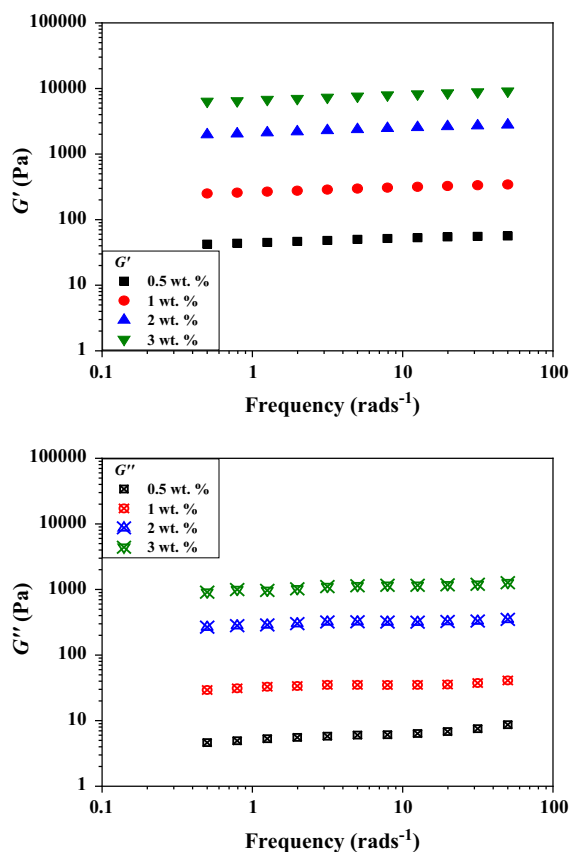 100000
10000
1000
100
10
1
G′ (Pa)
G′
0.5 wt. %
1 wt. %
2 wt. %
3 wt. %
0.1 1 10 100
Frequency (rads⁻¹)
100000
10000
1000
100
10
1
G″ (Pa)
G″
0.5 wt. %
1 wt. %
2 wt. %
3 wt. %
0.1 1 10 100
Frequency (rads⁻¹)